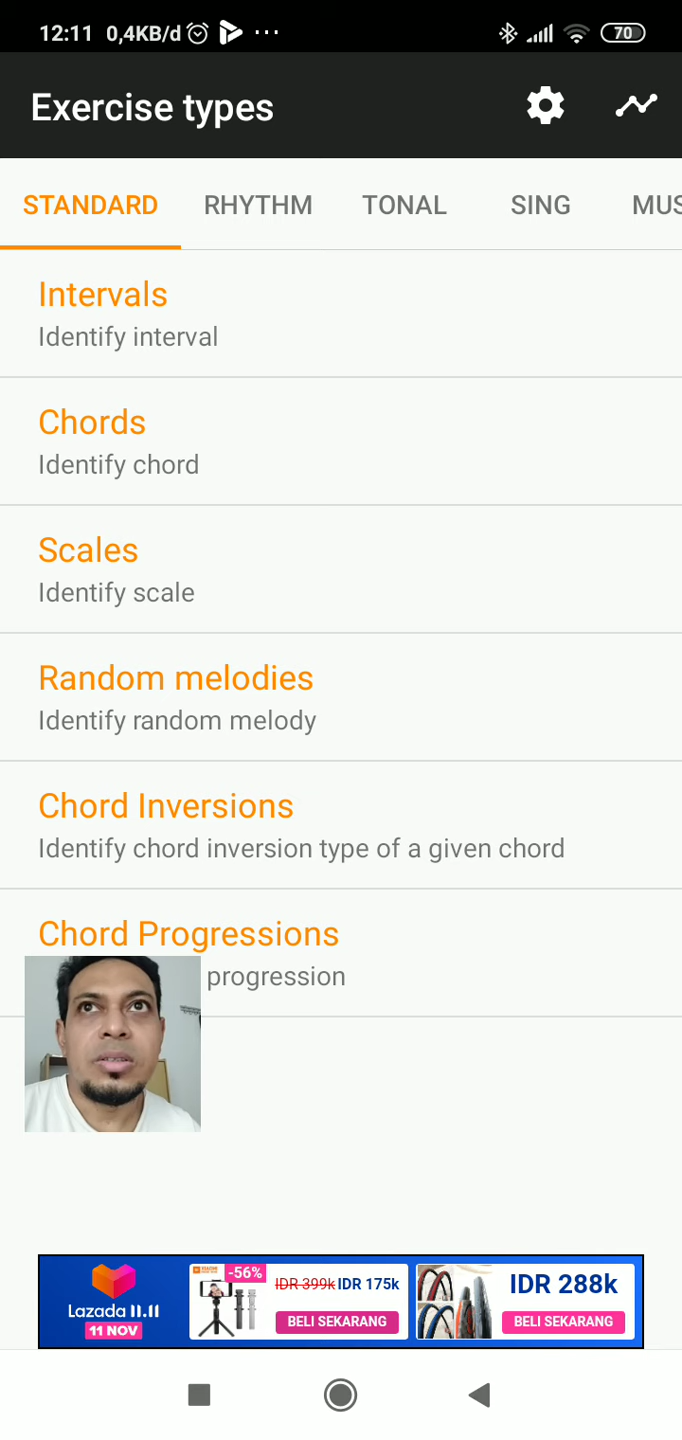 12:11 0,4KB/d ... 70
Exercise types
STANDARD RHYTHM TONAL SING MUS
Intervals
Identify interval
Chords
Identify chord
Scales
Identify scale
Random melodies
Identify random melody
Chord Inversions
Identify chord inversion type of a given chord
Chord Progressions
progression
-56%
IDR 399k IDR 175k
IDR 288k
Lazada 11.11
11 NOV
BELI SEKARANG
BELI SEKARANG